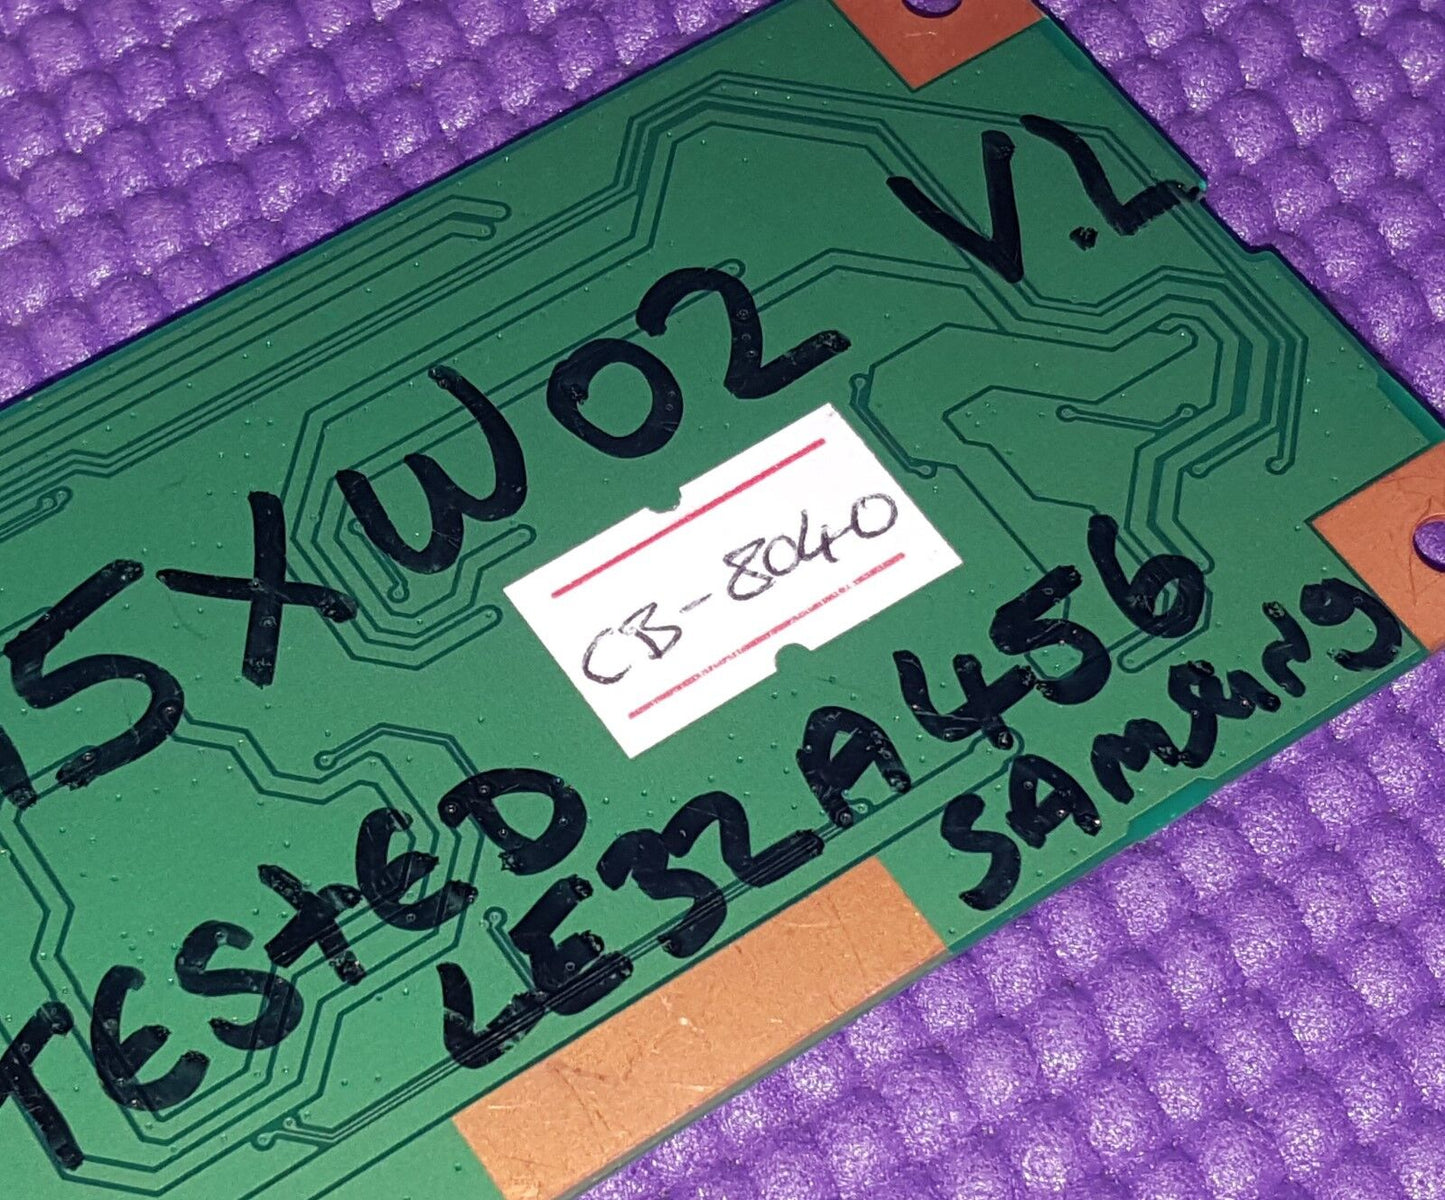 15XW02 V.2
CB-8040
TESTED
LE32A456
SAMSUNG